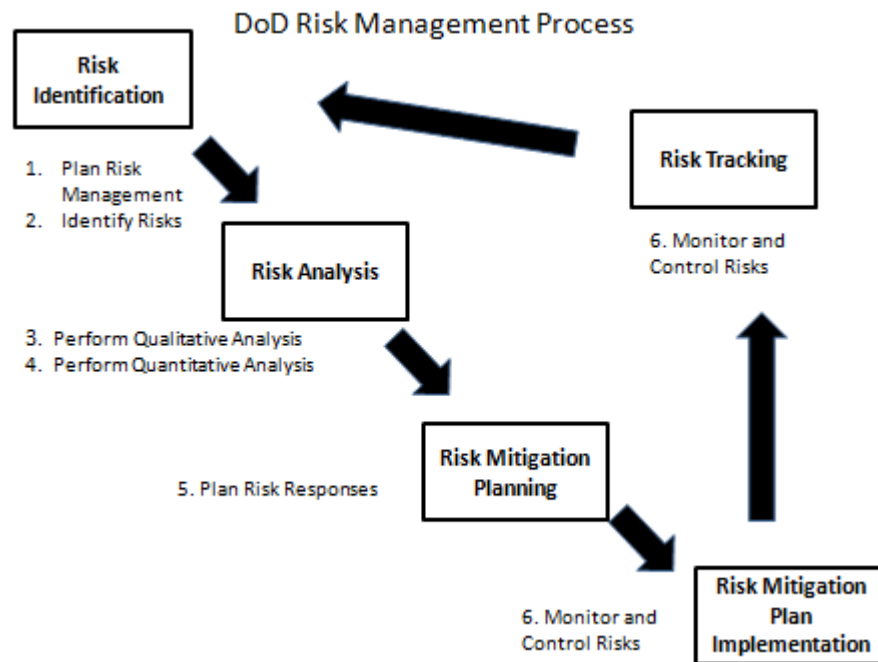 DoD Risk Management Process
Risk
Identification
1. Plan Risk
Management
2. Identify Risks
Risk Analysis
3. Perform Qualitative Analysis
4. Perform Quantitative Analysis
Risk Mitigation
Planning
5. Plan Risk Responses
Risk Mitigation
Plan
Implementation
6. Monitor and
Control Risks
Risk Tracking
6. Monitor and
Control Risks